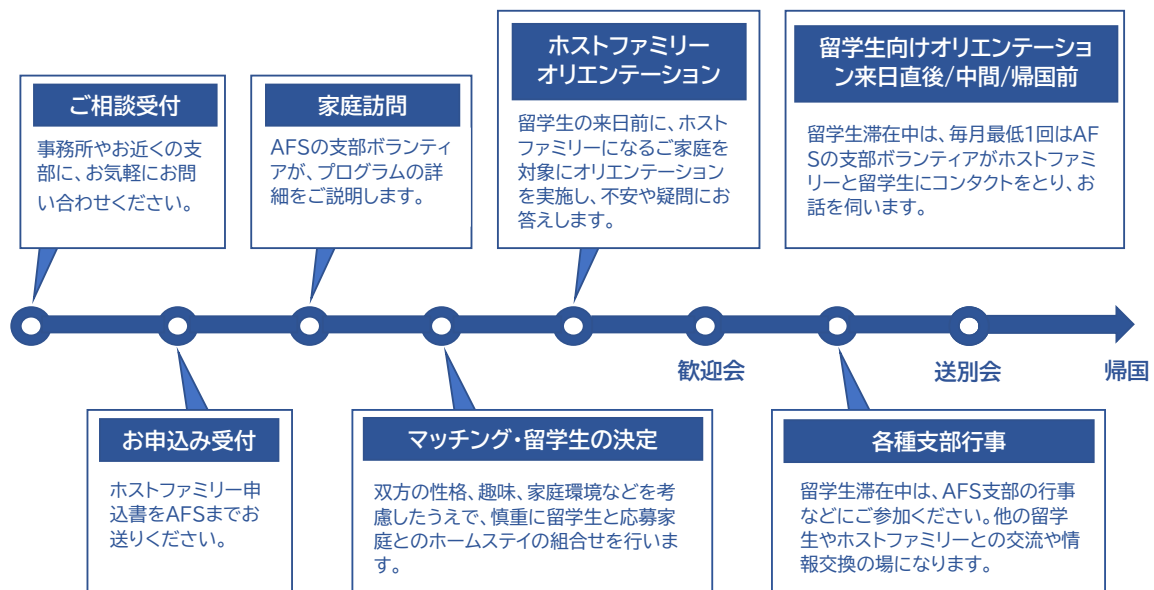 ご相談受付
事務所やお近くの支
部に、お気軽にお問
い合わせください。
家庭訪問
AFSの支部ボランティ
アが、プログラムの詳
細をご説明します。
ホストファミリー
オリエンテーション
留学生の来日前に、ホスト
ファミリーになるご家庭を
対象にオリエンテーション
を実施し、不安や疑問にお
答えします。
留学生向けオリエンテーショ
ン来日直後/中間/帰国前
留学生滞在中は、毎月最低1回はAF
Sの支部ボランティアがホストファミ
リーと留学生にコンタクトをとり、お
話を伺います。
歓迎会
送別会
帰国
お申込み受付
ホストファミリー申
込書をAFSまでお
送りください。
マッチング・留学生の決定
双方の性格、趣味、家庭環境などを考
慮したうえで、慎重に留学生と応募家
庭とのホームステイの組合せを行いま
す。
各種支部行事
留学生滞在中は、AFS支部の行事
などにご参加ください。他の留学
生やホストファミリーとの交流や情
報交換の場になります。